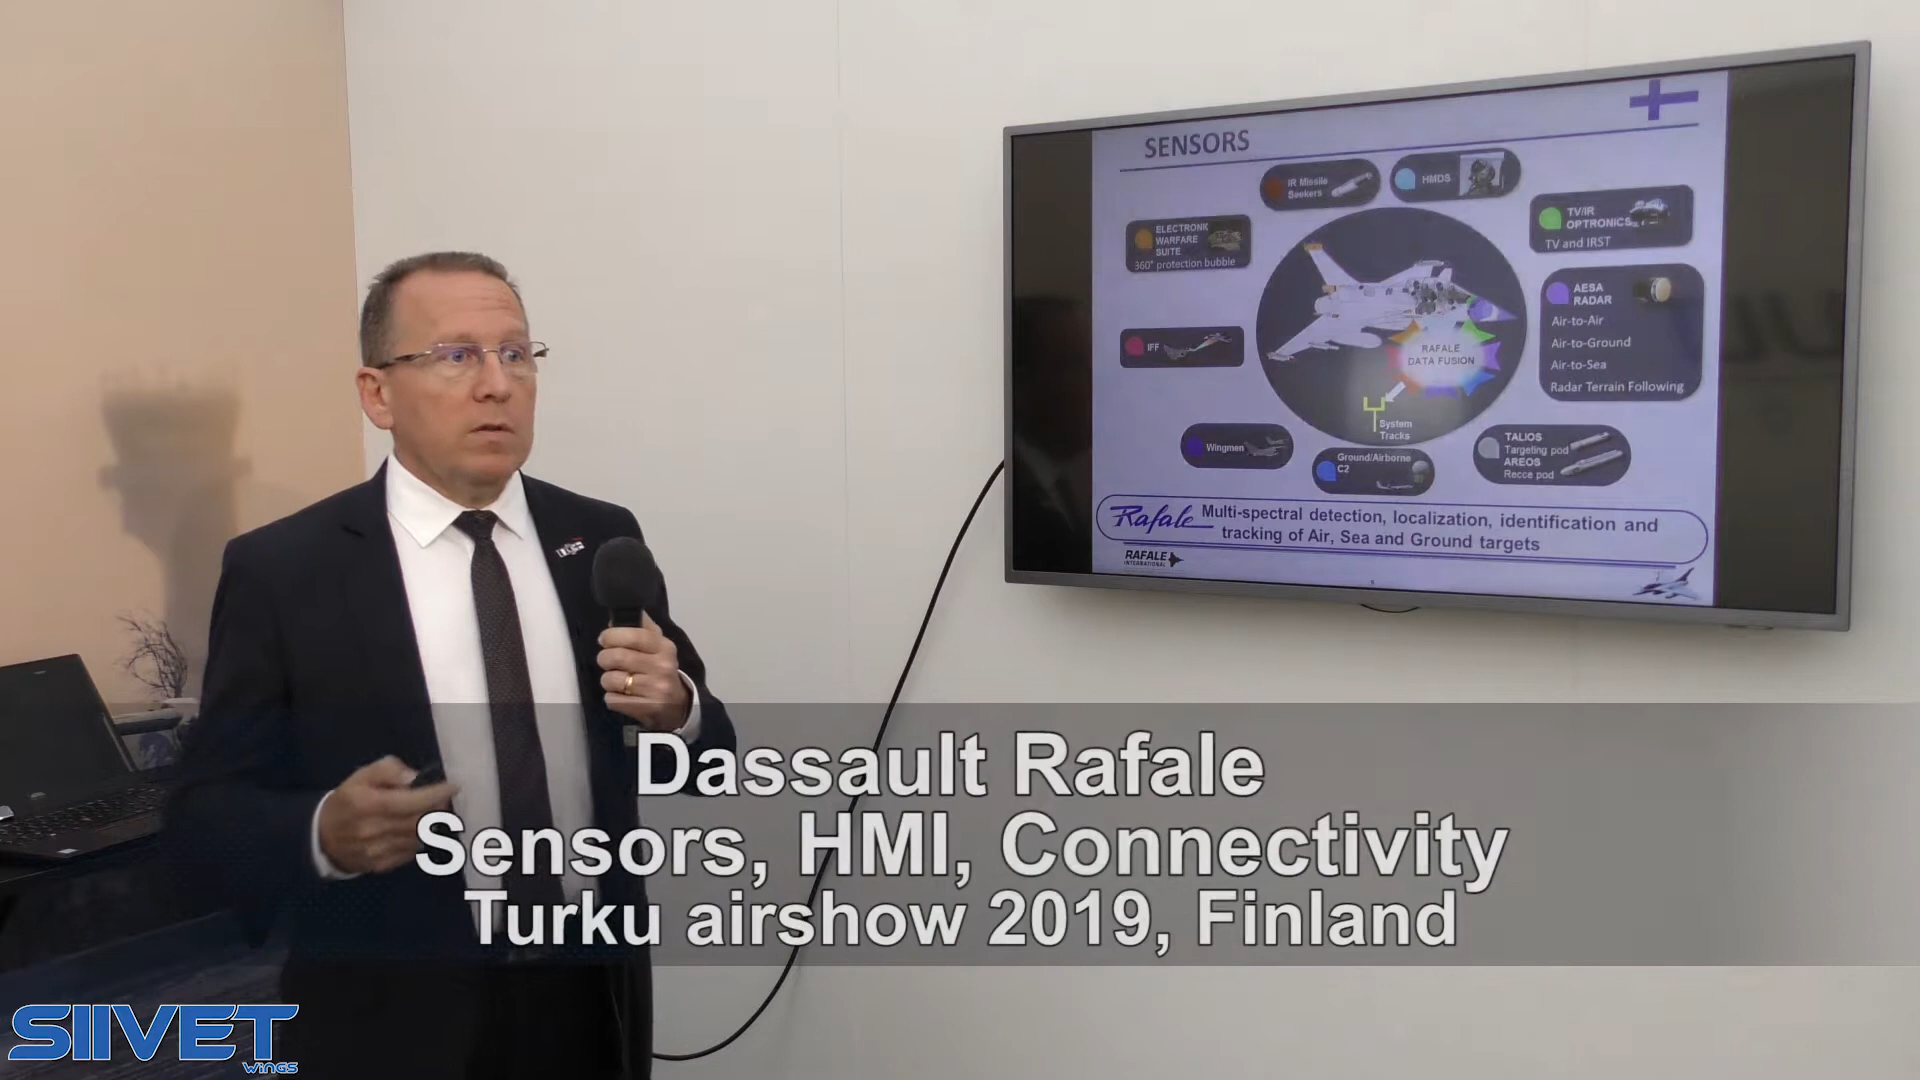 SENSORS
IR Missile
Seekers
HMDS
TV/IR
OPTRONICS
TV and IRST
ELECTRONIC
WARFARE
SUITE
360° protection bubble
AESA
RADAR
Air-to-Air
Air-to-Ground
Air-to-Sea
Radar Terrain Following
IFF
RAFALE
DATA FUSION
System
Tracks
Wingmen
Ground/Airborne
C2
TALIOS
Targeting pod
AREOS
Recce pod
Rafale Multi-spectral detection, localization, identification and
tracking of Air, Sea and Ground targets
RAFALE
INTERNATIONAL
Dassault Rafale
Sensors, HMI, Connectivity
Turku airshow 2019, Finland
SIIVET
WINGS